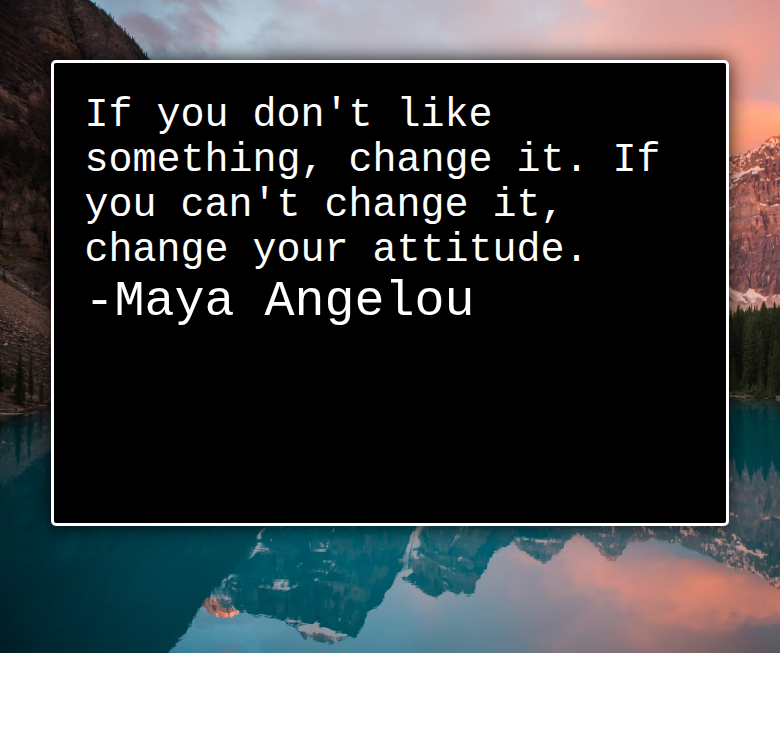 If you don't like
something, change it. If
you can't change it,
change your attitude.
-Maya Angelou